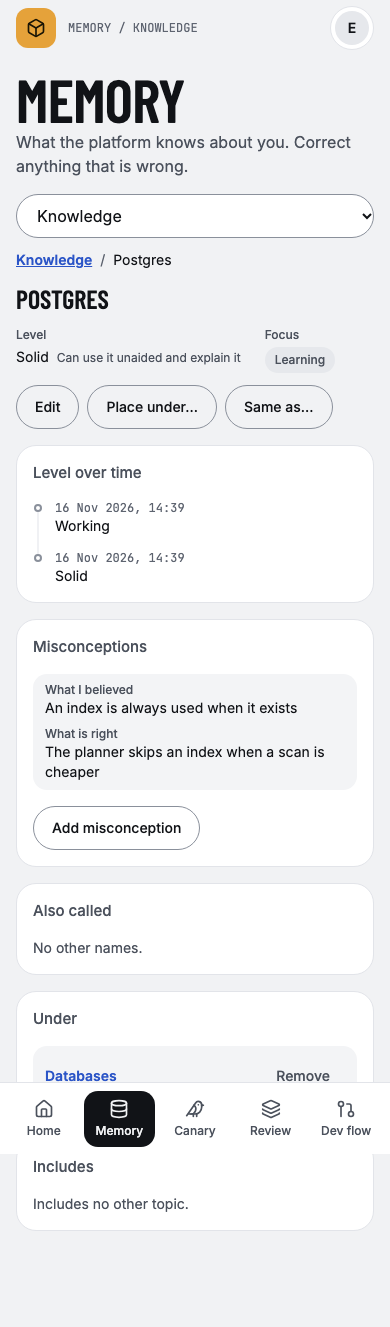 MEMORY / KNOWLEDGE
E
MEMORY
What the platform knows about you. Correct
anything that is wrong.
Knowledge
Knowledge / Postgres
POSTGRES
Level
Focus
Solid Can use it unaided and explain it
Learning
Edit
Place under...
Same as...
Level over time
16 Nov 2026, 14:39
Working
16 Nov 2026, 14:39
Solid
Misconceptions
What I believed
An index is always used when it exists
What is right
The planner skips an index when a scan is
cheaper
Add misconception
Also called
No other names.
Under
Databases
Remove
Home
Memory
Canary
Review
Dev flow
Includes
Includes no other topic.